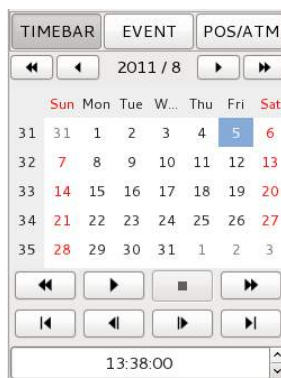 TIMEBAR EVENT POS/ATM
2011 / 8
Sun Mon Tue W... Thu Fri Sat
31 31 1 2 3 4 5 6
32 7 8 9 10 11 12 13
33 14 15 16 17 18 19 20
34 21 22 23 24 25 26 27
35 28 29 30 31 1 2 3
13:38:00